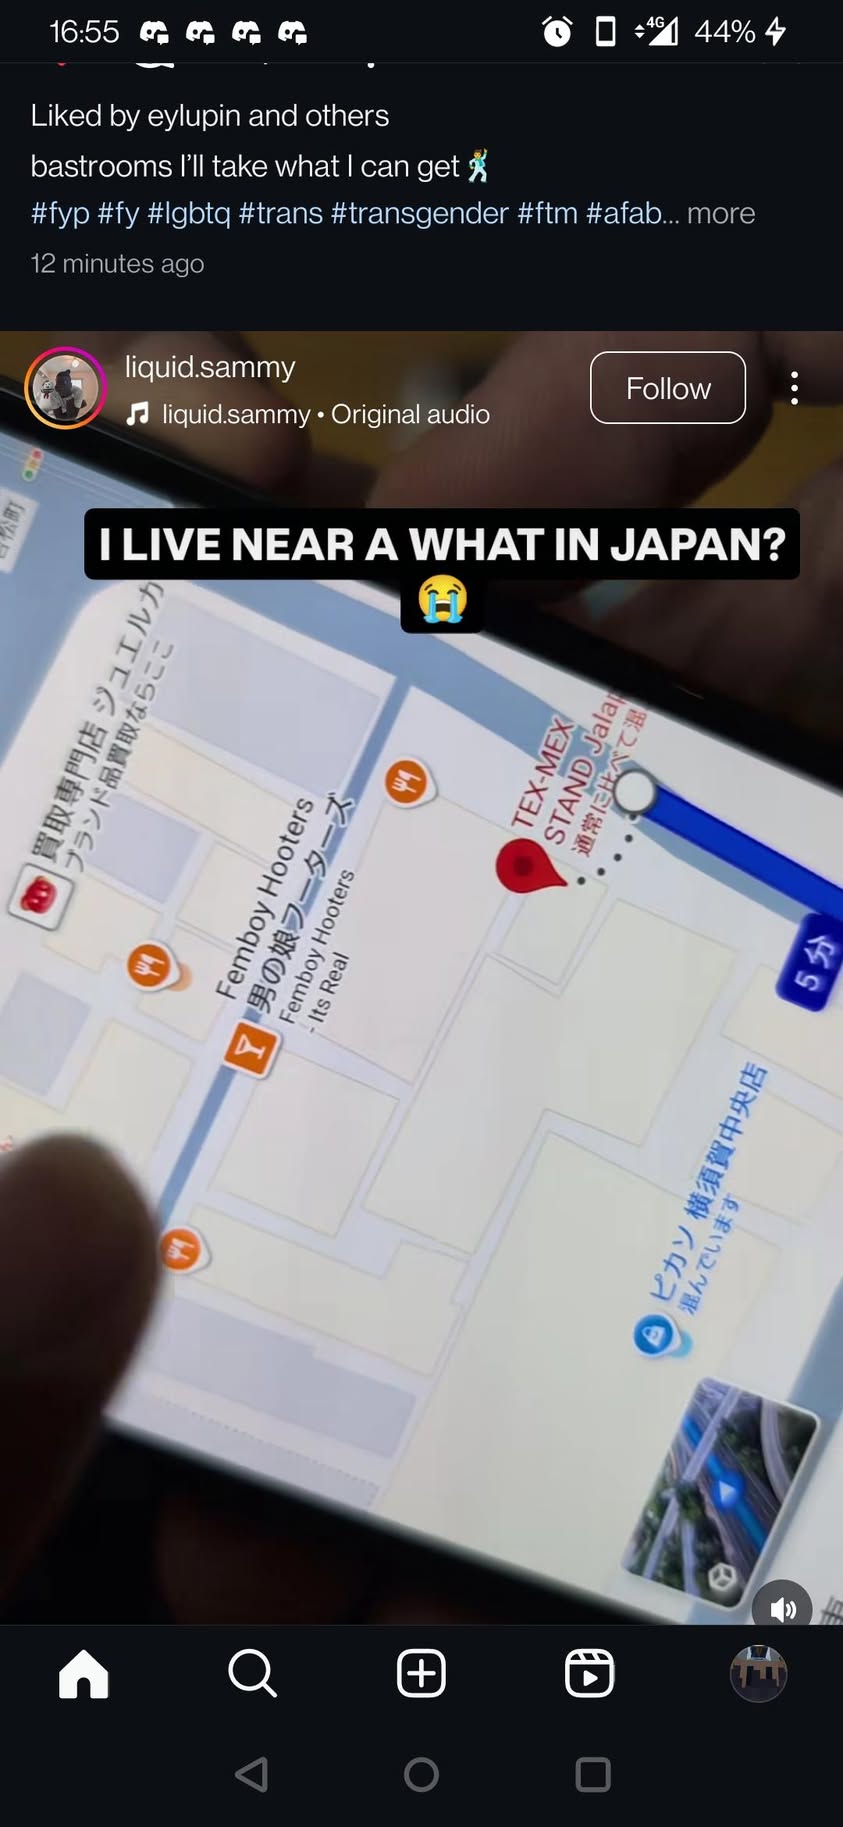 16:55
4G
44%
Liked by eylupin and others
bastrooms I'll take what I can get
#fyp #fy #lgbtq #trans #transgender #ftm #afab... more
12 minutes ago
liquid.sammy
liquid.sammy • Original audio
Follow
I LIVE NEAR A WHAT IN JAPAN?
買取専門店 ジュエルカ
ブランド品買取ならここ
Femboy Hooters
男の娘フーターズ
Femboy Hooters
- Its Real
TEX-MEX
STAND Jalap
通常に比べて混
5 分
ピカソ 横須賀中央店
混んでいます